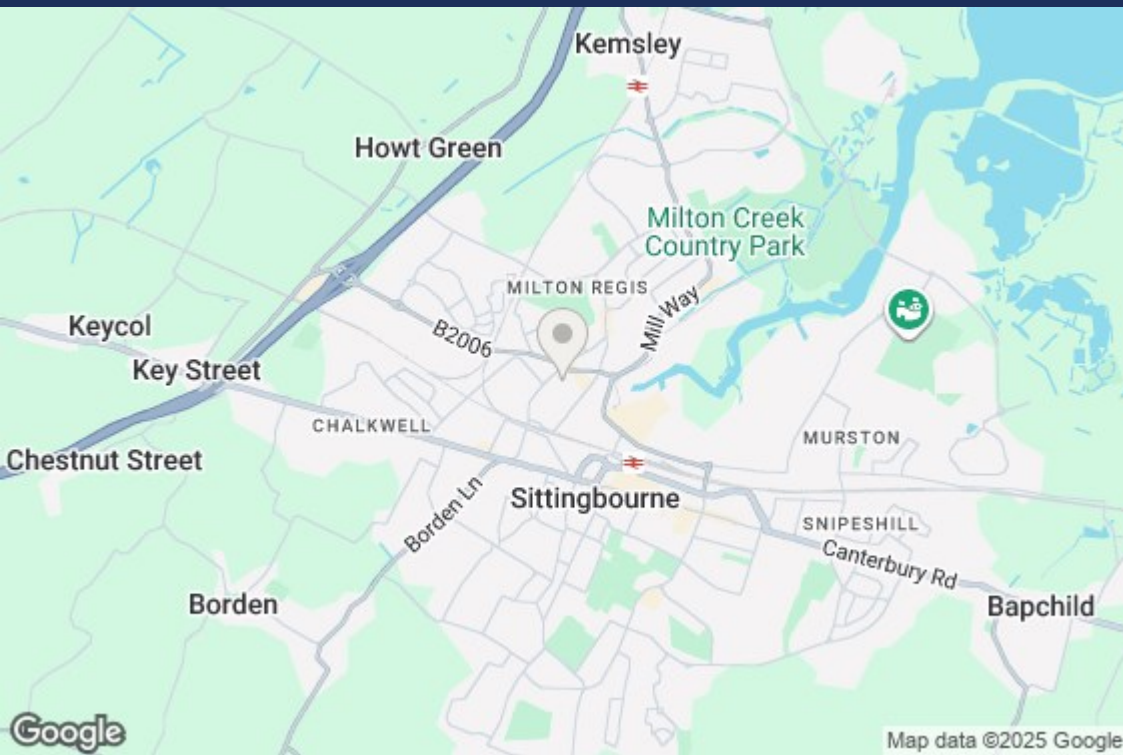 Kemsley
Howt Green
Milton Creek
Country Park
MILTON REGIS
Mill Way
Keycol
B2006
Key Street
CHALKWELL
MURSTON
Chestnut Street
Sittingbourne
Borden Ln
SNIPESHILL
Canterbury Rd
Borden
Bapchild
Google
Map data ©2025 Google